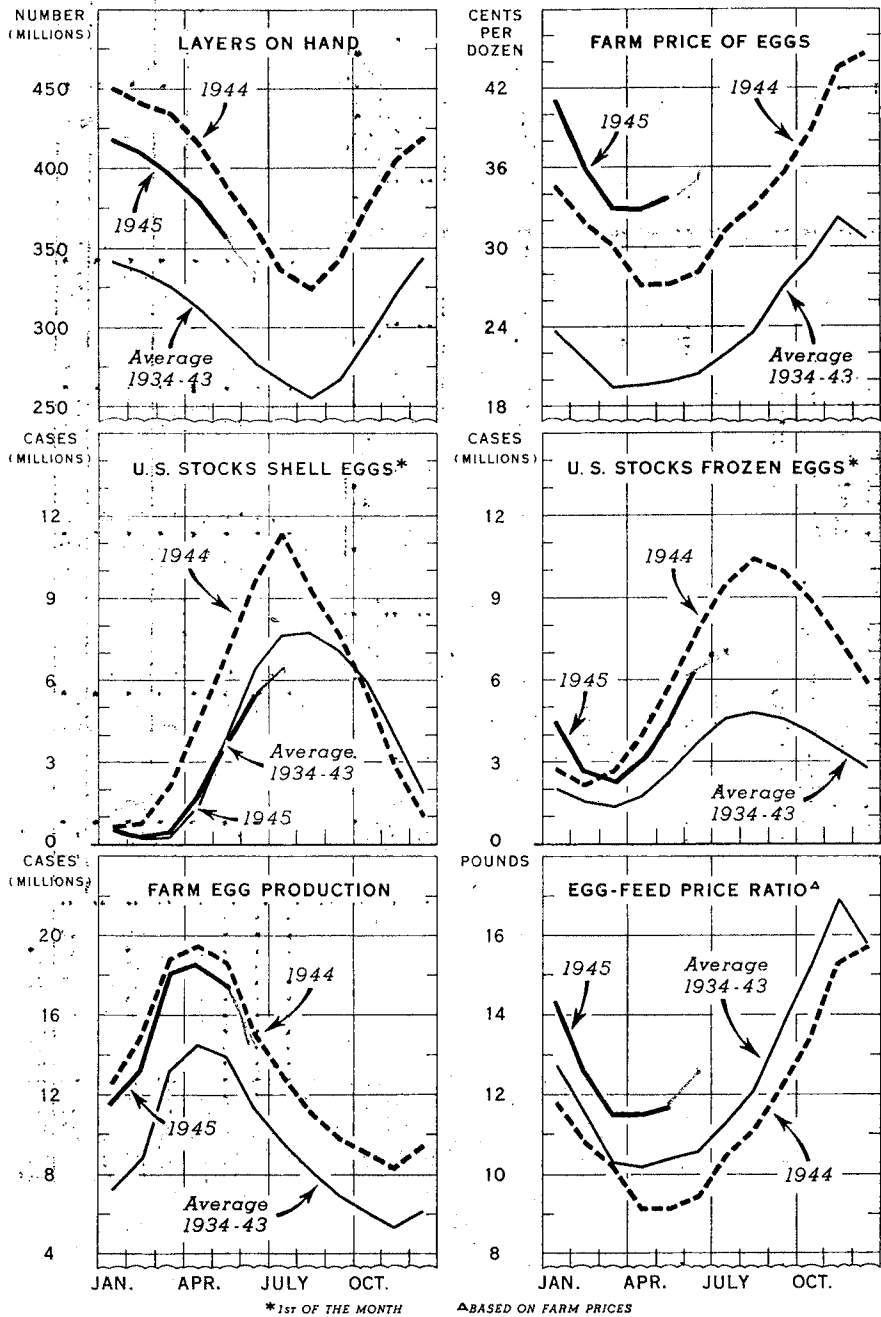 NUMBER
(MILLIONS)
LAYERS ON HAND
450
400
350
300
250
1944
1945
Average
1934-43
CENTS
PER
DOZEN
FARM PRICE OF EGGS
42
36
30
24
18
1944
1945
Average
1934-43
CASES
(MILLIONS)
U. S. STOCKS SHELL EGGS*
12
9
6
3
0
1944
Average
1934-43
1945
CASES
(MILLIONS)
U. S. STOCKS FROZEN EGGS*
12
9
6
3
0
1944
1945
Average
1934-43
CASES
(MILLIONS)
FARM EGG PRODUCTION
20
16
12
8
4
1944
1945
Average
1934-43
JAN. APR. JULY OCT.
POUNDS
EGG-FEED PRICE RATIO△
16
14
12
10
8
1945
Average
1934-43
1944
JAN. APR. JULY OCT.
*1ST OF THE MONTH △BASED ON FARM PRICES